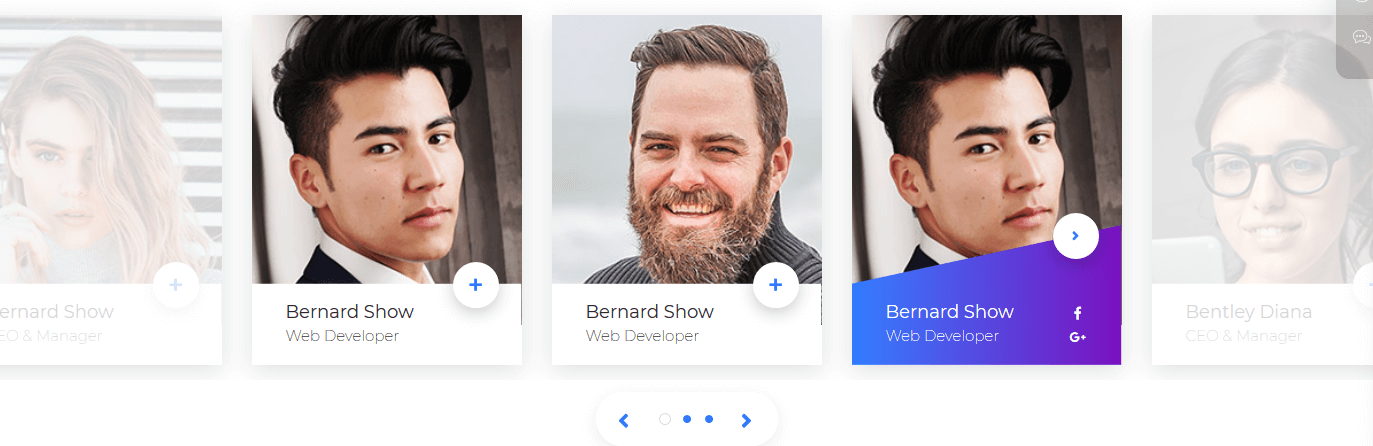 ernard Show
EO & Manager
Bernard Show
Web Developer
Bernard Show
Web Developer
Bernard Show
Web Developer
Bentley Diana
CEO & Manager